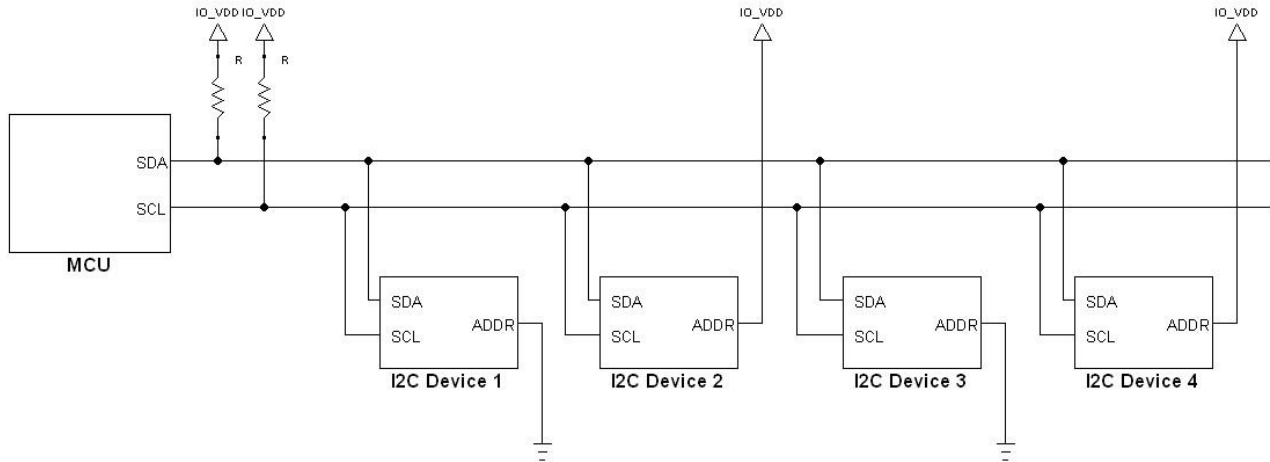 IO_VDD IO_VDD IO_VDD IO_VDD
R R
SDA
SCL
MCU
SDA SDA SDA SDA
ADDR ADDR ADDR ADDR
SCL SCL SCL SCL
I2C Device 1 I2C Device 2 I2C Device 3 I2C Device 4